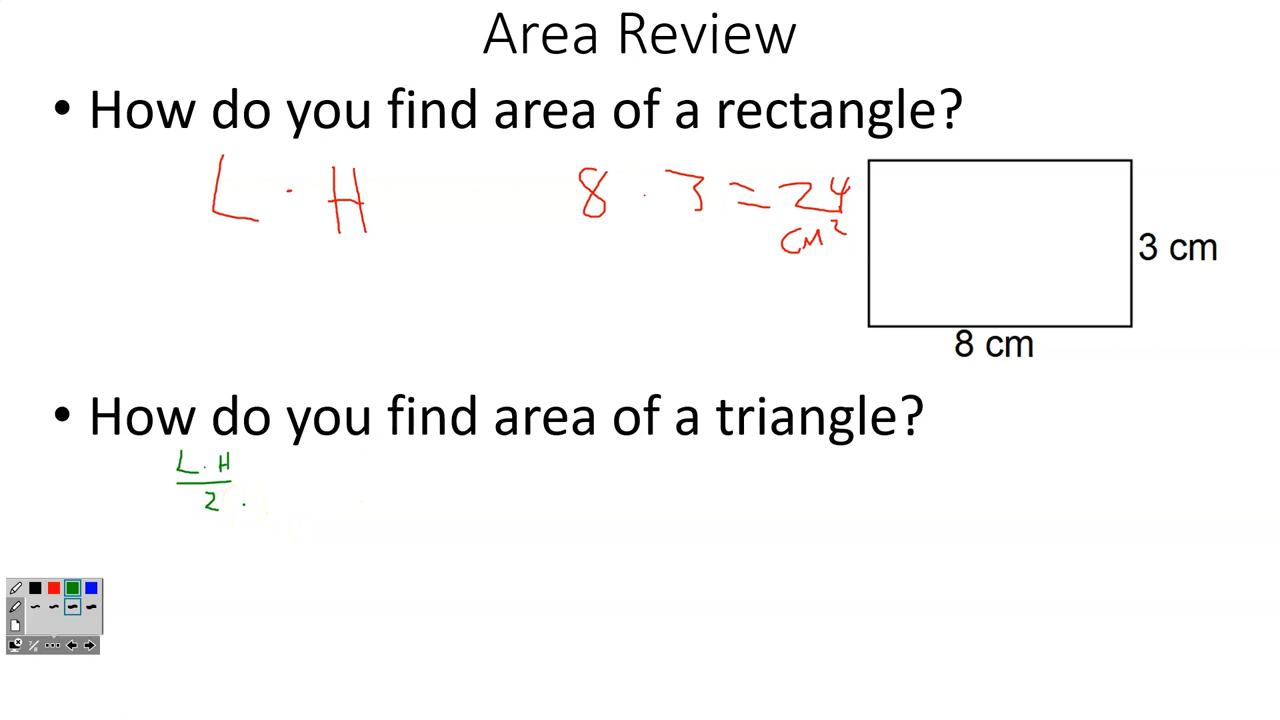 Area Review
• How do you find area of a rectangle?
L · H
8 · 3 = 24
cm²
3 cm
8 cm
• How do you find area of a triangle?
L · H
2